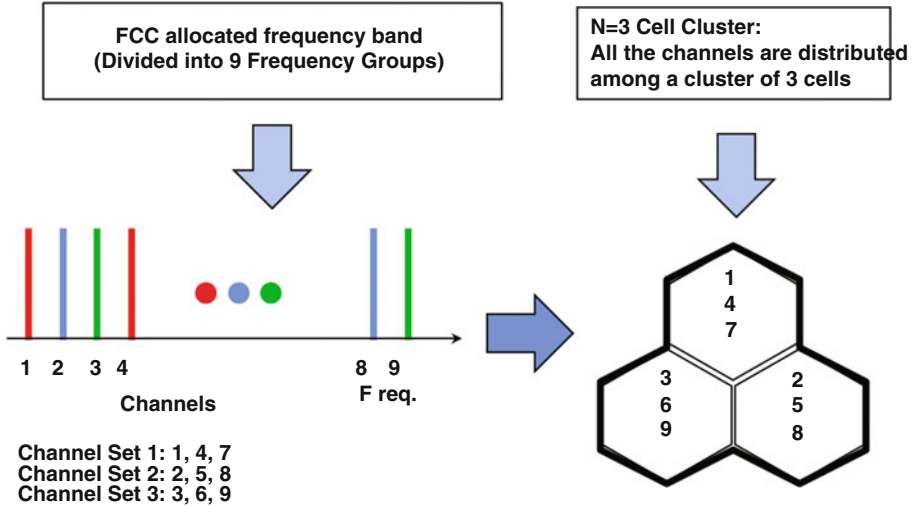 FCC allocated frequency band
(Divided into 9 Frequency Groups)
N=3 Cell Cluster:
All the channels are distributed
among a cluster of 3 cells
1 2 3 4 8 9
Channels
F req.
Channel Set 1: 1, 4, 7
Channel Set 2: 2, 5, 8
Channel Set 3: 3, 6, 9
1
4
7
3
6
9
2
5
8